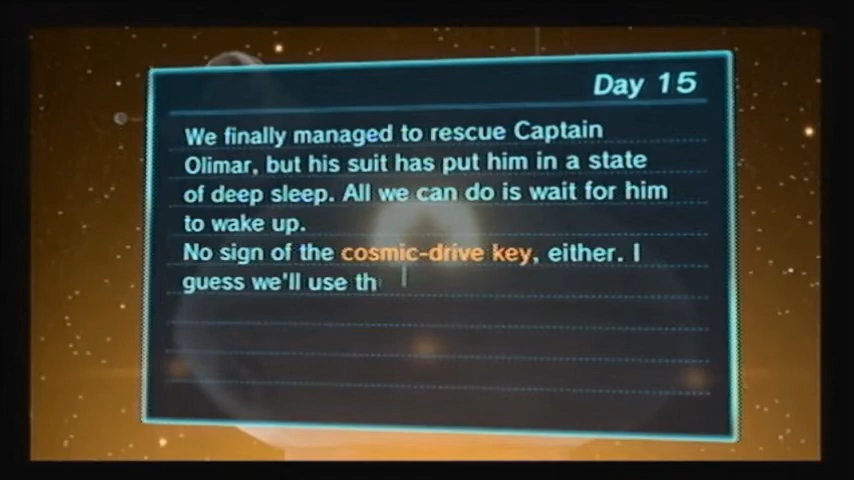 Day 15
We finally managed to rescue Captain
Olimar, but his suit has put him in a state
of deep sleep. All we can do is wait for him
to wake up.
No sign of the cosmic-drive key, either. I
guess we'll use th